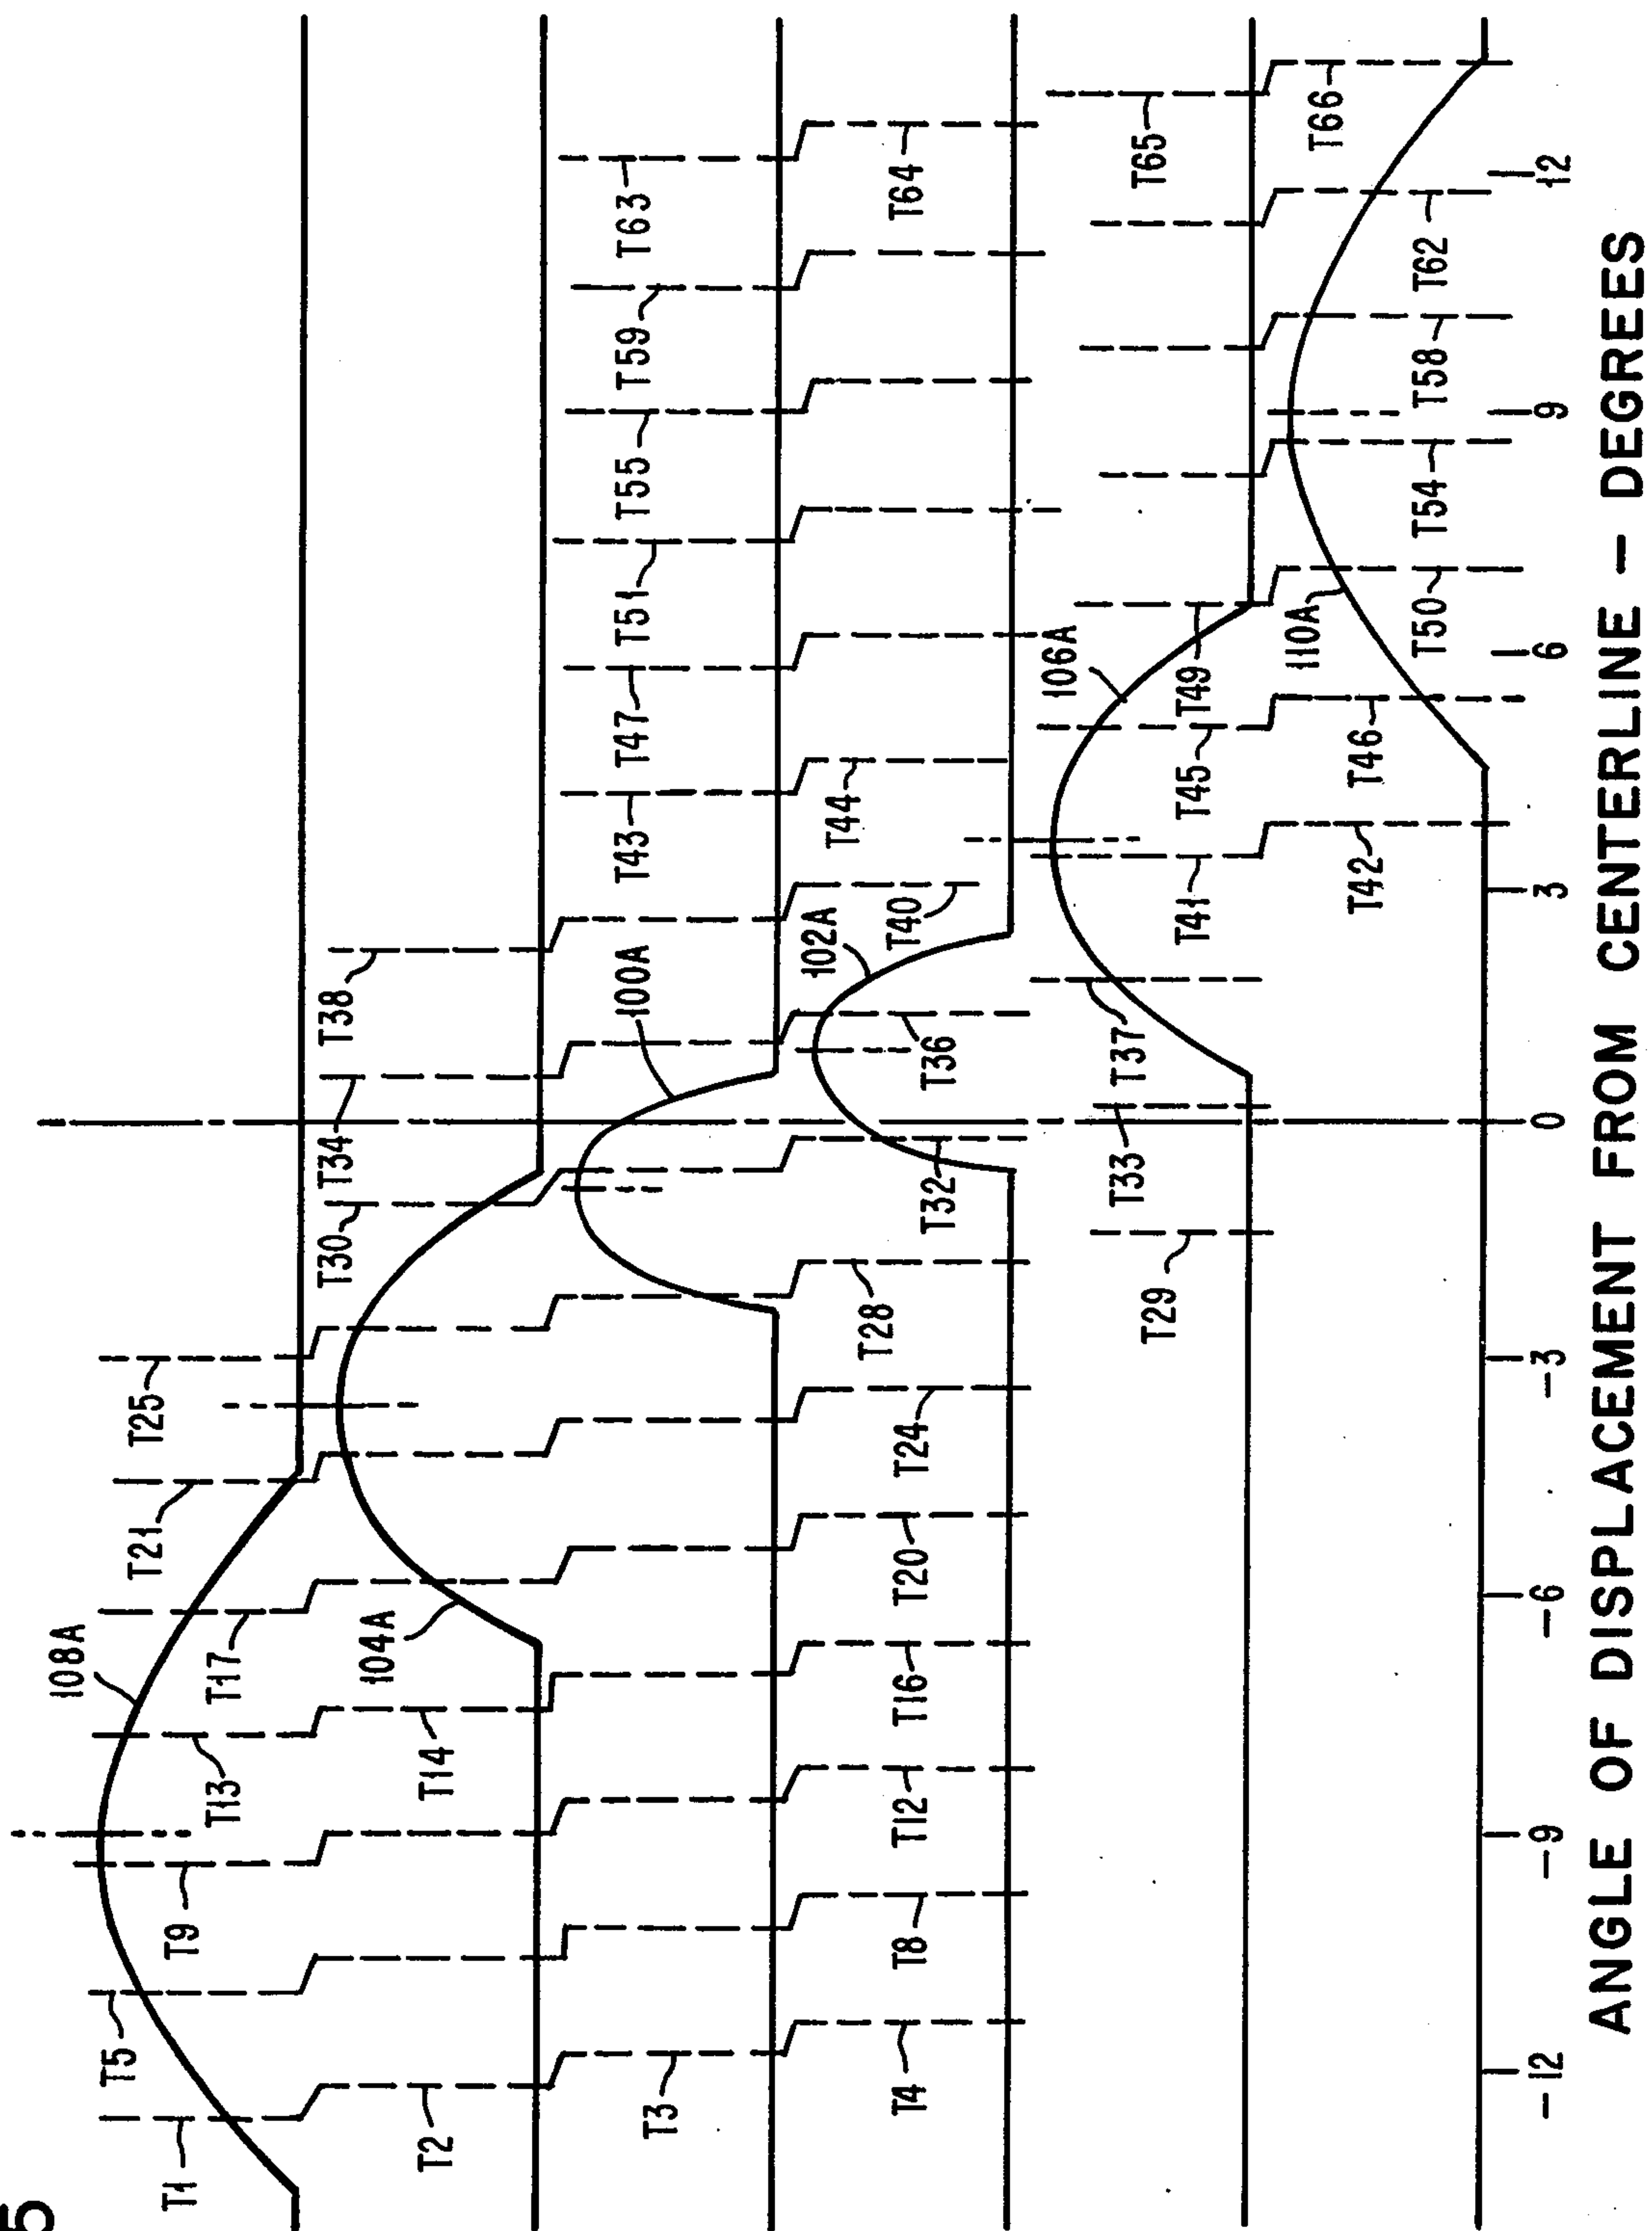 5
108A
T1
T5
T9
T13
T17
T21
T25
T2
T14
104A
T30
T34
T38
T3
100A
T43
T47
T51
T55
T59
T63
T4
T8
T12
T16
T20
T24
T28
T32
T36
102A
T40
T44
T64
T29
T33
T37
T41
T45
T49
106A
T65
T42
T46
110A
T50
T54
T58
T62
T66
-12
-9
-6
-3
0
3
6
9
12
ANGLE OF DISPLACEMENT FROM CENTERLINE - DEGREES